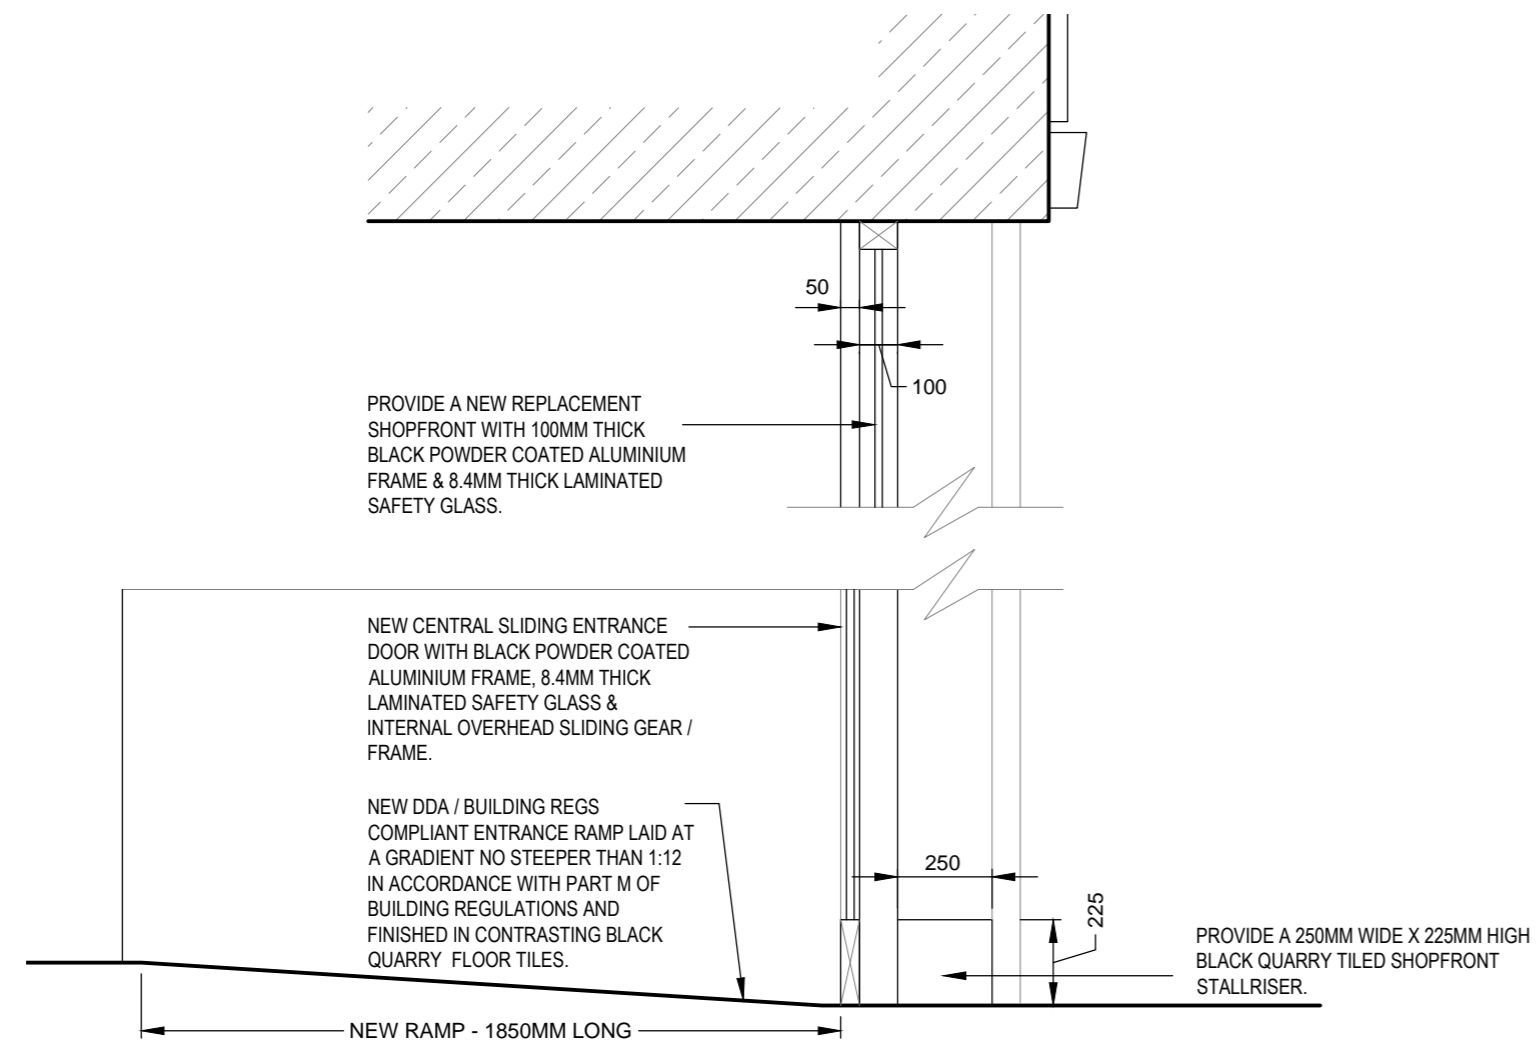 50
100
PROVIDE A NEW REPLACEMENT
SHOPFRONT WITH 100MM THICK
BLACK POWDER COATED ALUMINIUM
FRAME & 8.4MM THICK LAMINATED
SAFETY GLASS.
NEW CENTRAL SLIDING ENTRANCE
DOOR WITH BLACK POWDER COATED
ALUMINIUM FRAME, 8.4MM THICK
LAMINATED SAFETY GLASS &
INTERNAL OVERHEAD SLIDING GEAR /
FRAME.
NEW DDA / BUILDING REGS
COMPLIANT ENTRANCE RAMP LAID AT
A GRADIENT NO STEEPER THAN 1:12
IN ACCORDANCE WITH PART M OF
BUILDING REGULATIONS AND
FINISHED IN CONTRASTING BLACK
QUARRY FLOOR TILES.
250
225
PROVIDE A 250MM WIDE X 225MM HIGH
BLACK QUARRY TILED SHOPFRONT
STALLRISER.
NEW RAMP - 1850MM LONG